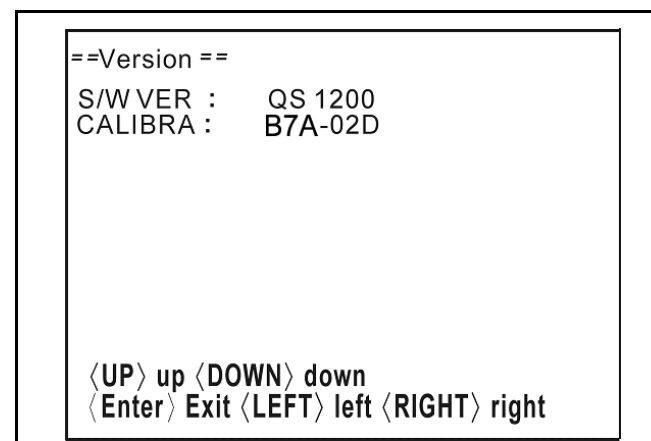 ==Version ==
S/W VER : QS 1200
CALIBRA : B7A-02D
〈UP〉 up 〈DOWN〉 down
〈Enter〉 Exit 〈LEFT〉 left 〈RIGHT〉 right